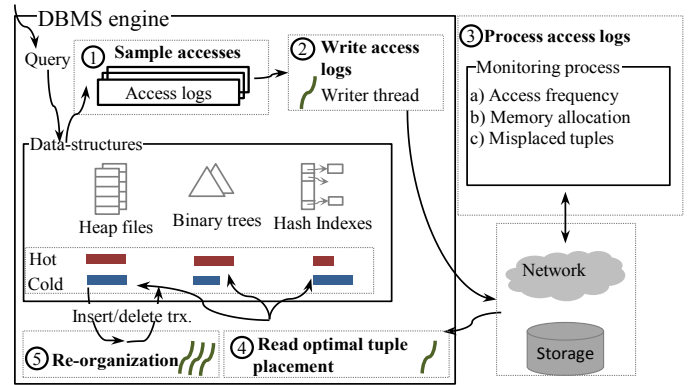 DBMS engine
Query
1 Sample accesses
Access logs
2 Write access
logs
Writer thread
3 Process access logs
Monitoring process
a) Access frequency
b) Memory allocation
c) Misplaced tuples
Data-structures
Heap files
Binary trees
Hash Indexes
Hot
Cold
Insert/delete trx.
Network
Storage
5 Re-organization
4 Read optimal tuple
placement